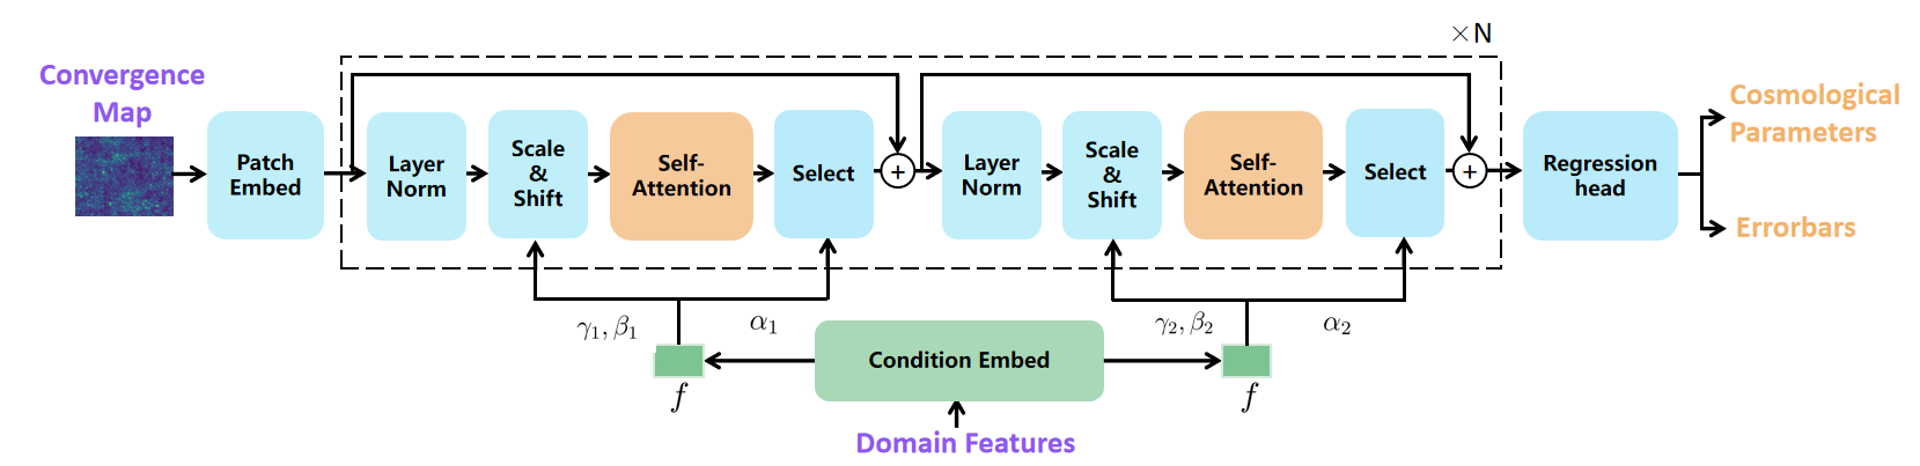 ×N
Convergence
Map
Patch
Embed
Layer
Norm
Scale
&
Shift
Self-
Attention
Select
+
Layer
Norm
Scale
&
Shift
Self-
Attention
Select
+
Regression
head
Cosmological
Parameters
Errorbars
γ₁, β₁
α₁
γ₂, β₂
α₂
Condition Embed
f
f
Domain Features